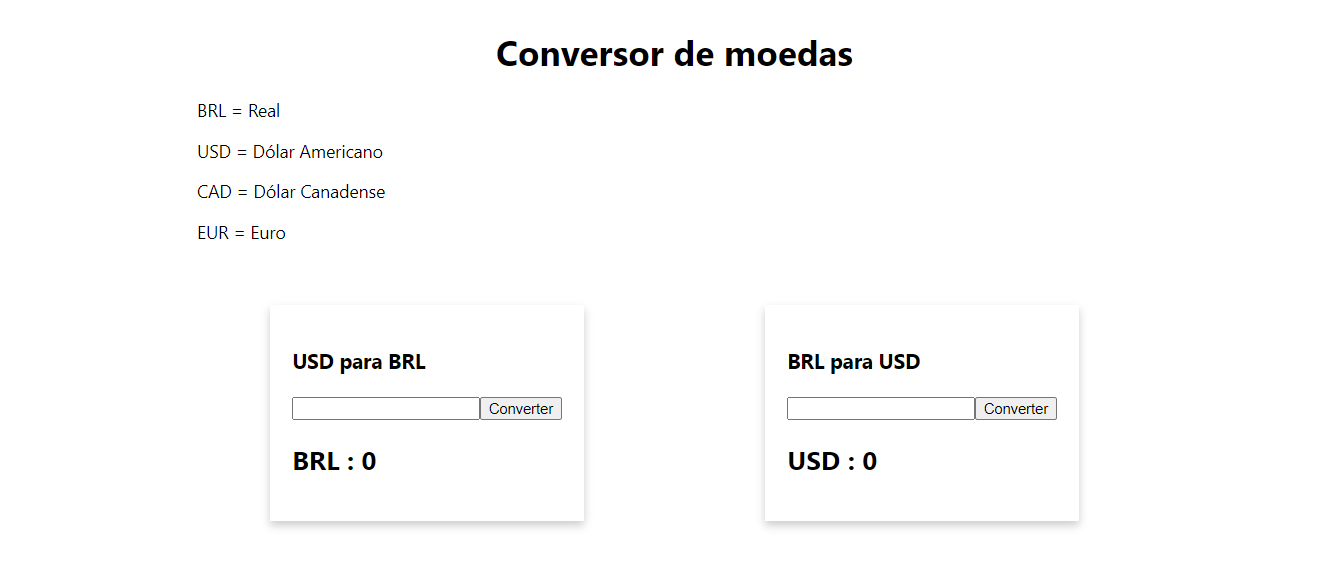 Conversor de moedas
BRL = Real
USD = Dólar Americano
CAD = Dólar Canadense
EUR = Euro
USD para BRL
Converter
BRL : 0
BRL para USD
Converter
USD : 0